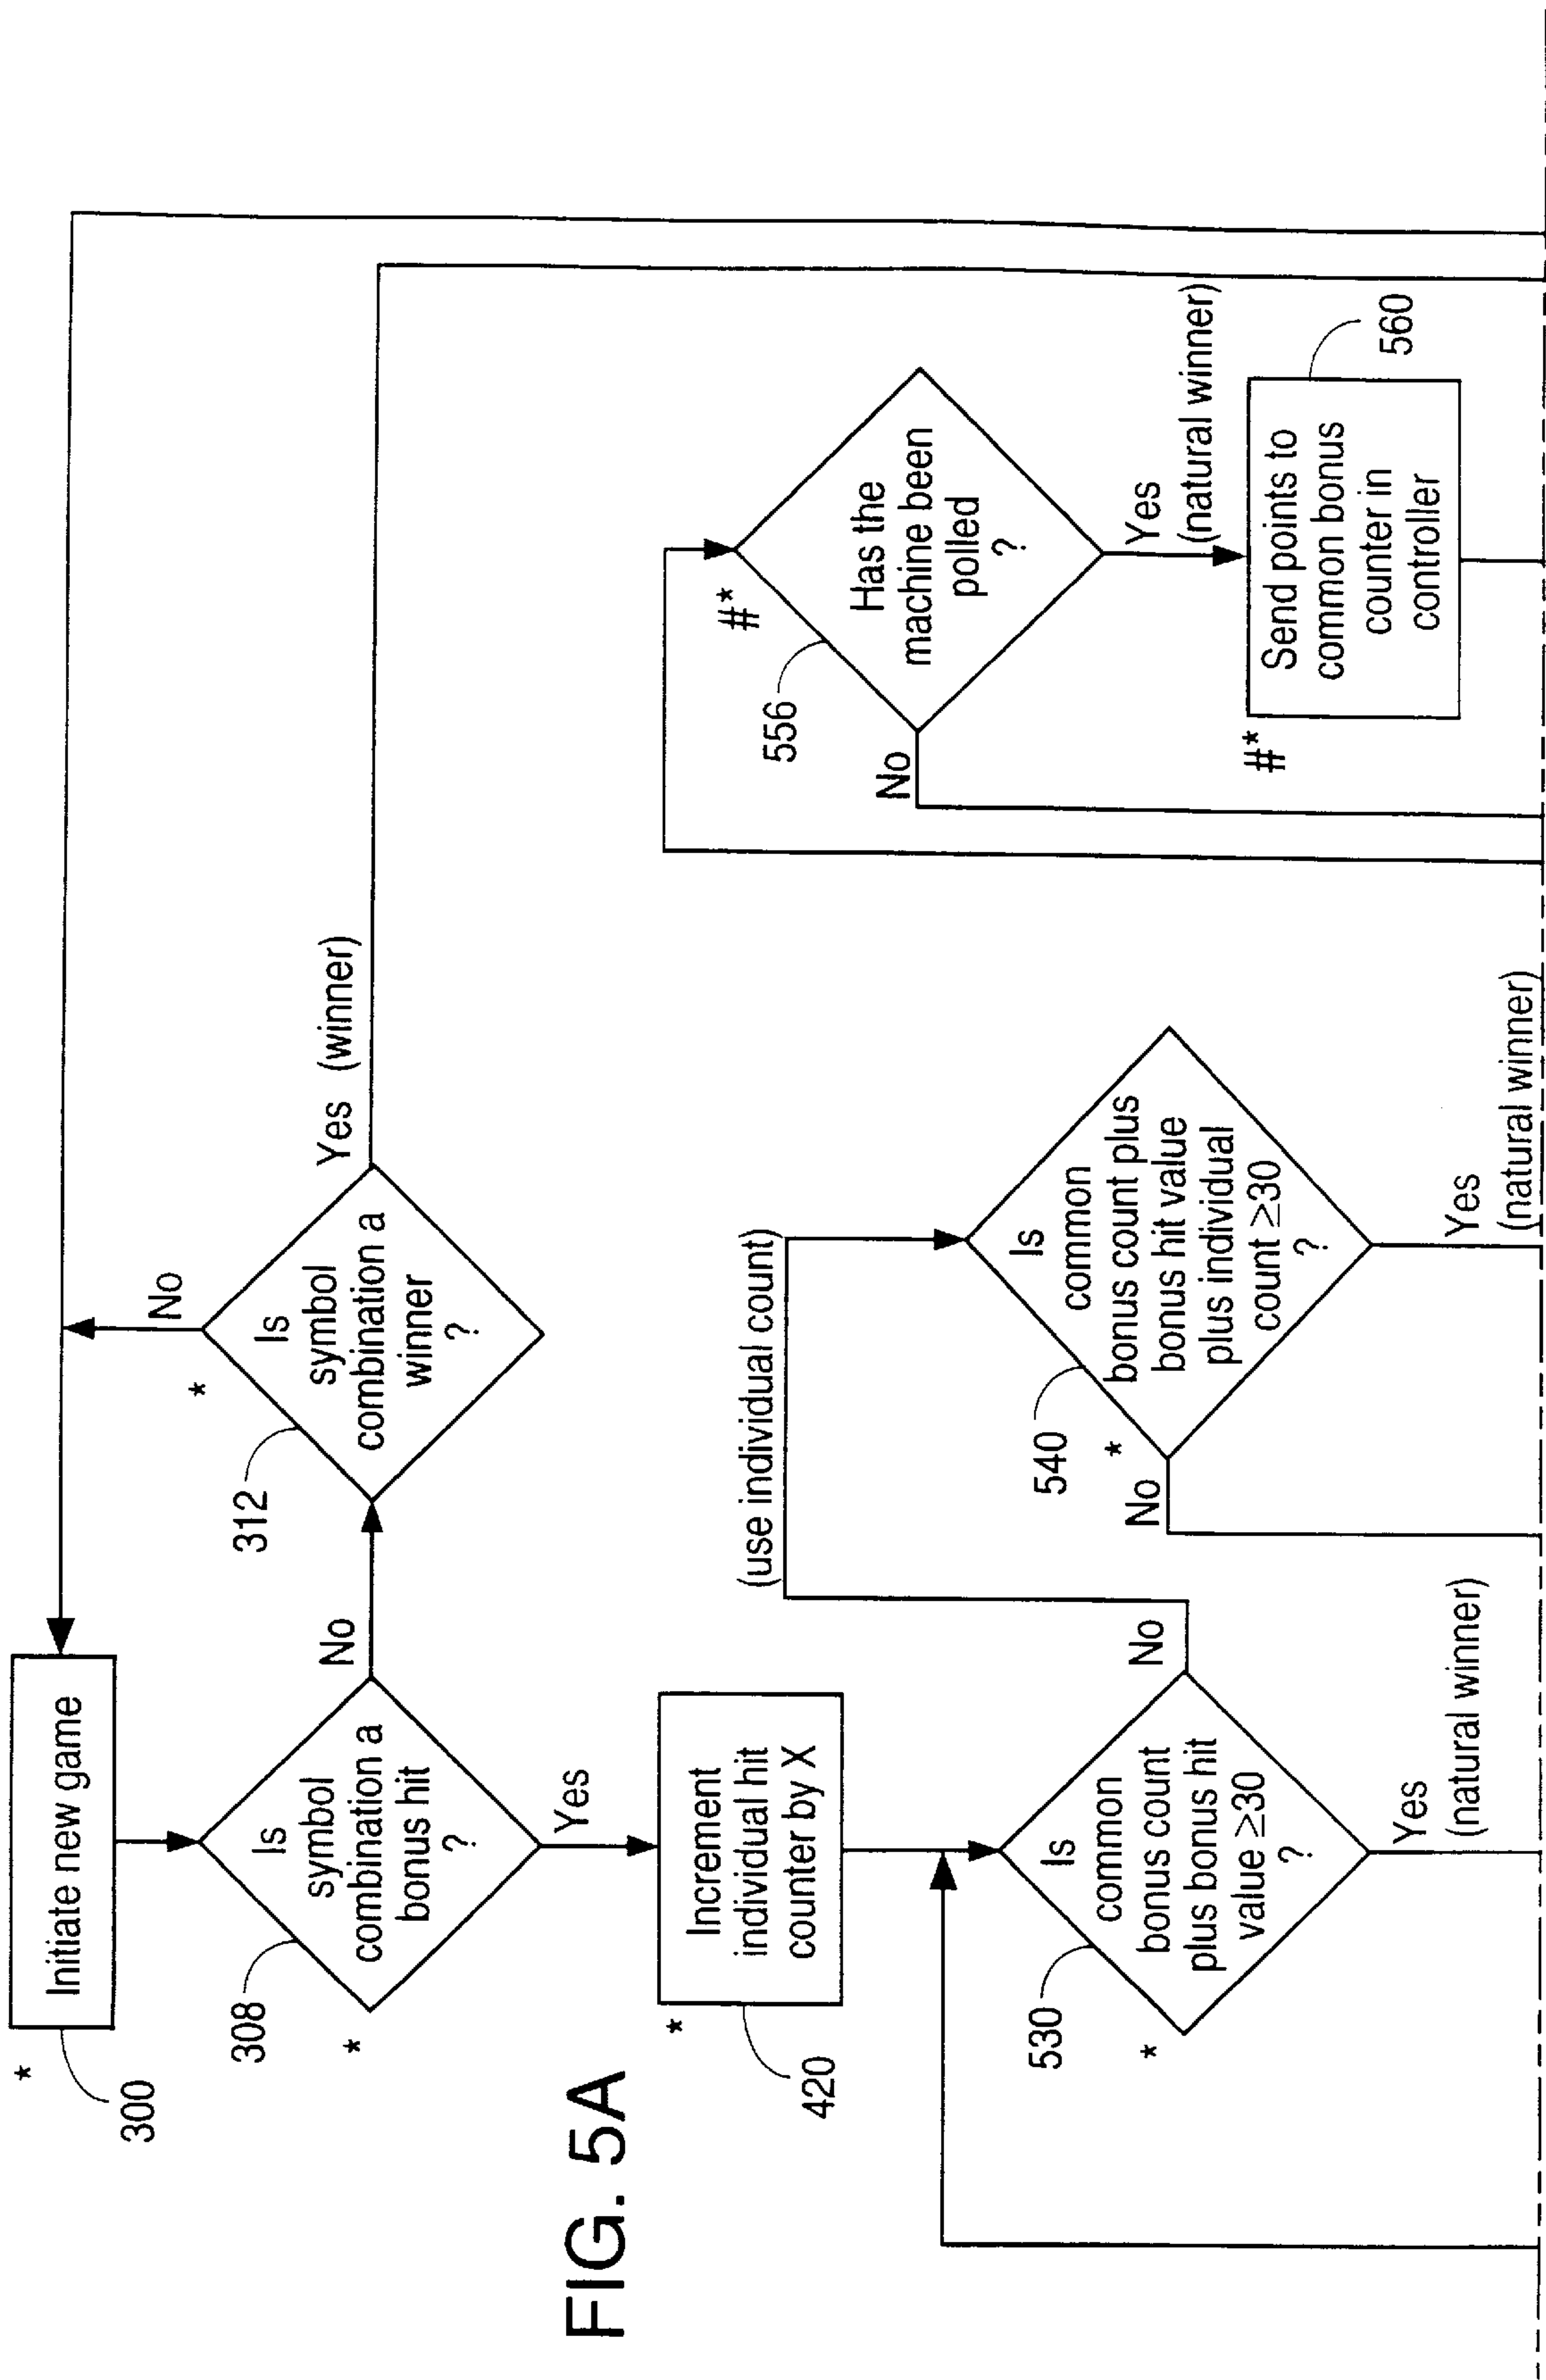 FIG. 5A
*
300
Initiate new game
308
*
Is
symbol
combination a
bonus hit
?
No
Yes
312
*
Is
symbol
combination a
winner
?
No
Yes (winner)
*
420
Increment
individual hit
counter by X
530
*
Is
common
bonus count
plus bonus hit
value ≥30
?
No
Yes
(natural winner)
(use individual count)
540
*
Is
common
bonus count plus
bonus hit value
plus individual
count ≥30
?
No
Yes
(natural winner)
556
#*
Has the
machine been
polled
?
No
Yes
(natural winner)
#*
Send points to
common bonus
counter in
controller
560